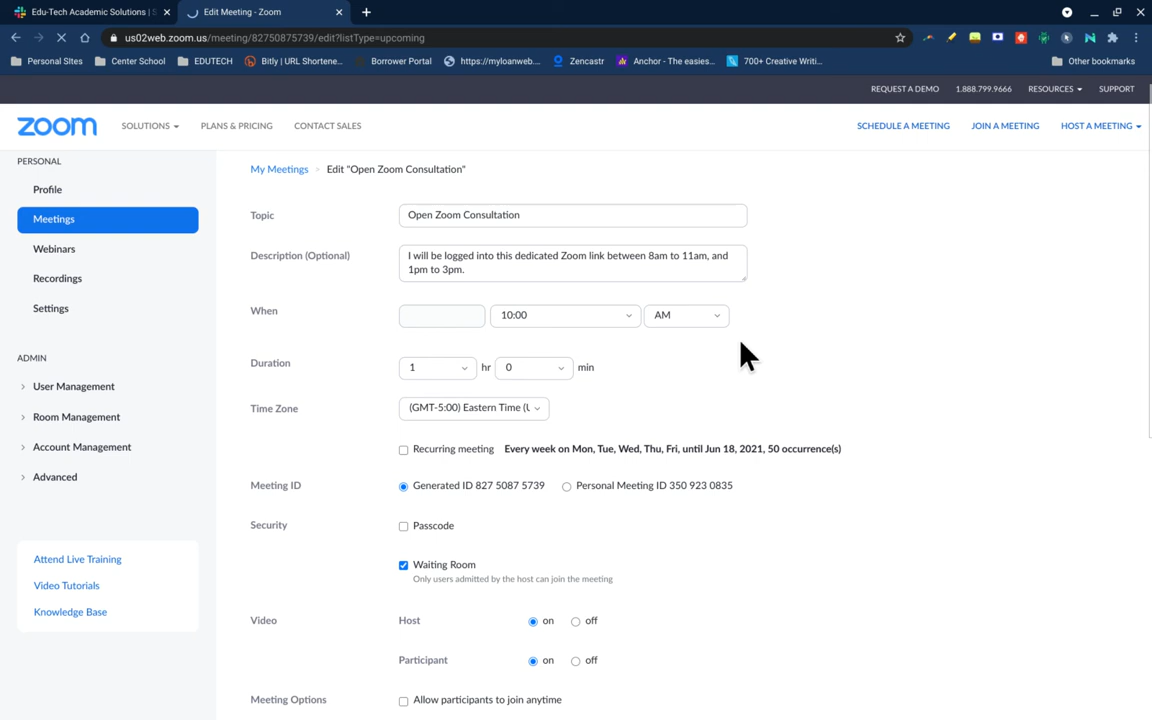 Edu-Tech Academic Solutions | S
Edit Meeting - Zoom
us02web.zoom.us/meeting/82750875739/edit?listType=upcoming
Personal SItes Center School EDUTECH Bitly | URL Shortene... Borrower Portal https://myloanweb.... Zencastr Anchor - The easies... 700+ Creative Writi... Other bookmarks
REQUEST A DEMO 1.888.799.9666 RESOURCES SUPPORT
zoom SOLUTIONS PLANS & PRICING CONTACT SALES SCHEDULE A MEETING JOIN A MEETING HOST A MEETING
PERSONAL
Profile
Meetings
Webinars
Recordings
Settings
ADMIN
User Management
Room Management
Account Management
Advanced
Attend Live Training
Video Tutorials
Knowledge Base
My Meetings > Edit "Open Zoom Consultation"
Topic Open Zoom Consultation
Description (Optional) I will be logged into this dedicated Zoom link between 8am to 11am, and
1pm to 3pm.
When 10:00 AM
Duration 1 hr 0 min
Time Zone (GMT-5:00) Eastern Time (U
Recurring meeting Every week on Mon, Tue, Wed, Thu, Fri, until Jun 18, 2021, 50 occurrence(s)
Meeting ID Generated ID 827 5087 5739 Personal Meeting ID 350 923 0835
Security Passcode
Waiting Room
Only users admitted by the host can join the meeting
Video Host on off
Participant on off
Meeting Options Allow participants to join anytime